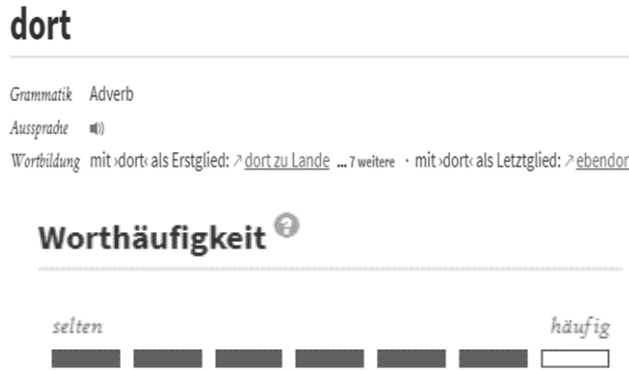 dort
Grammatik Adverb
Aussprache
Wortbildung mit ›dort‹ als Erstglied: ↗dort zu Lande ... 7 weitere · mit ›dort‹ als Letztglied: ↗ebendor
Worthäufigkeit ?
selten häufig